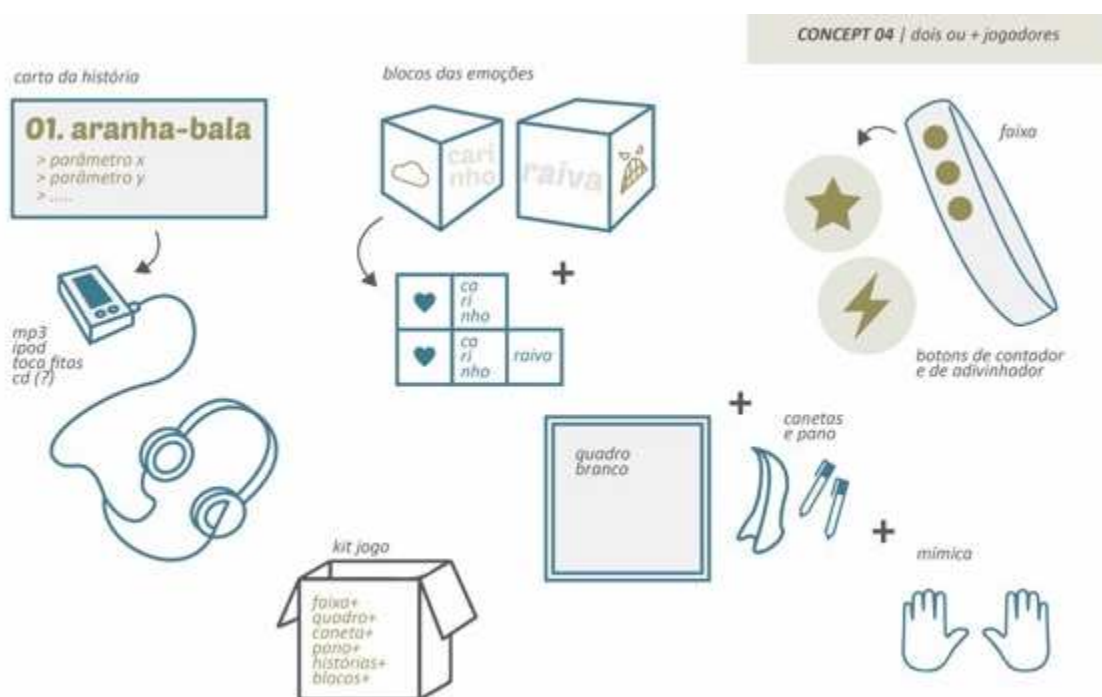 CONCEPT 04 | dois ou + jogadores
carta da história
01. aranha-bala
> parâmetro x
> parâmetro y
> .....
mp3
ipod
toca fitas
cd (?)
blocos das emoções
cari
nho
raiva
ca
ri
nho
ca
ri
nho
raiva
+
faixa
botons de contador
e de adivinhador
+
quadro
branco
canetas
e pano
+
mímica
kit jogo
faixa+
quadro+
caneta+
pano+
histórias+
blocos+